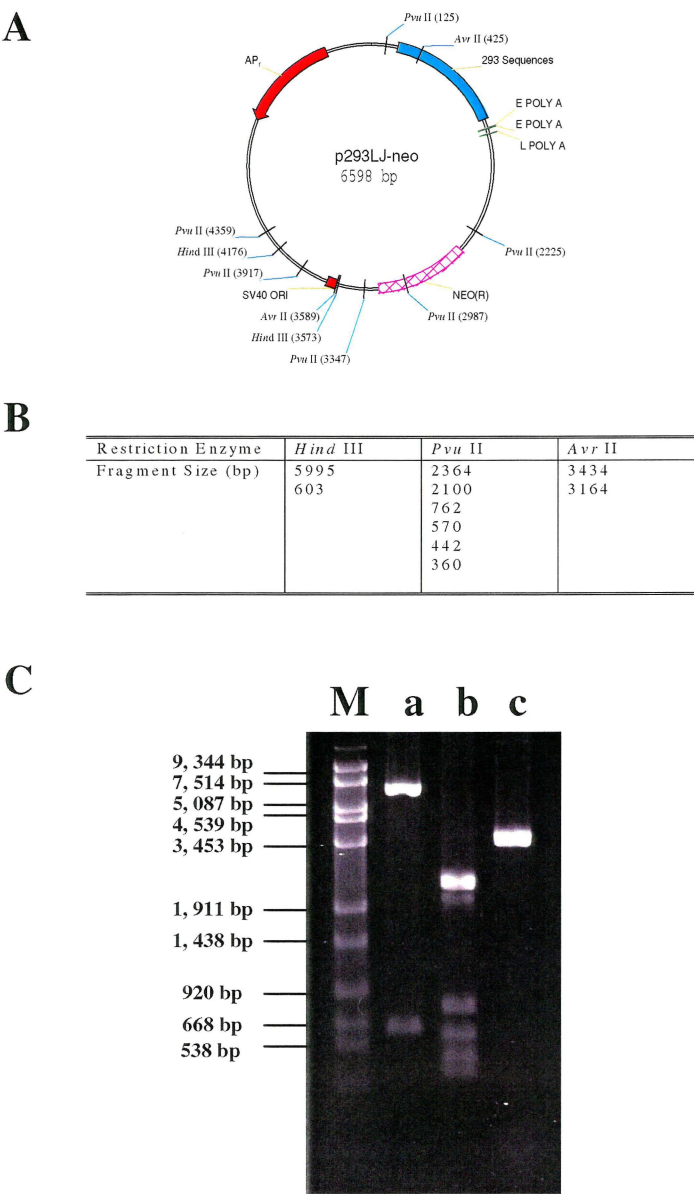 A
Pvu II (125)
Avr II (425)
293 Sequences
APr
E POLY A
E POLY A
L POLY A
p293LJ-neo
6598 bp
Pvu II (4359)
Hind III (4176)
Pvu II (3917)
SV40 ORI
Avr II (3589)
Hind III (3573)
Pvu II (3347)
Pvu II (2225)
NEO(R)
Pvu II (2987)
B
Restriction Enzyme Hind III Pvu II Avr II
Fragment Size (bp) 5995 2364 3434
603 2100 3164
762
570
442
360
C
M a b c
9, 344 bp
7, 514 bp
5, 087 bp
4, 539 bp
3, 453 bp
1, 911 bp
1, 438 bp
920 bp
668 bp
538 bp